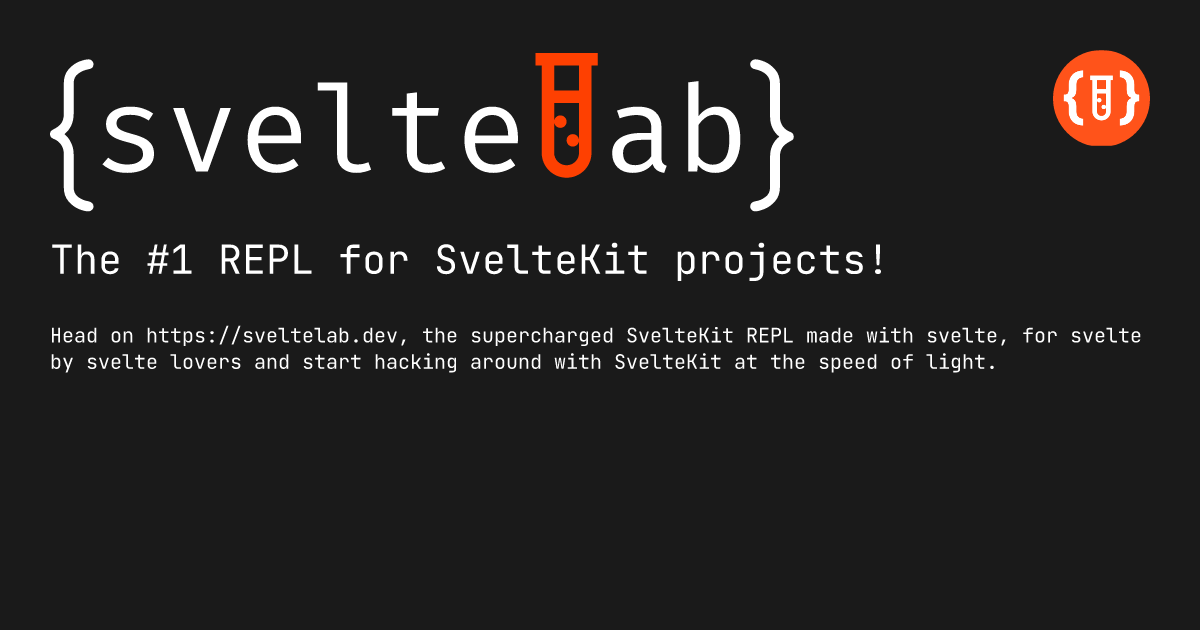 {sveltelab}
The #1 REPL for SvelteKit projects!
Head on https://sveltelab.dev, the supercharged SvelteKit REPL made with svelte, for svelte
by svelte lovers and start hacking around with SvelteKit at the speed of light.